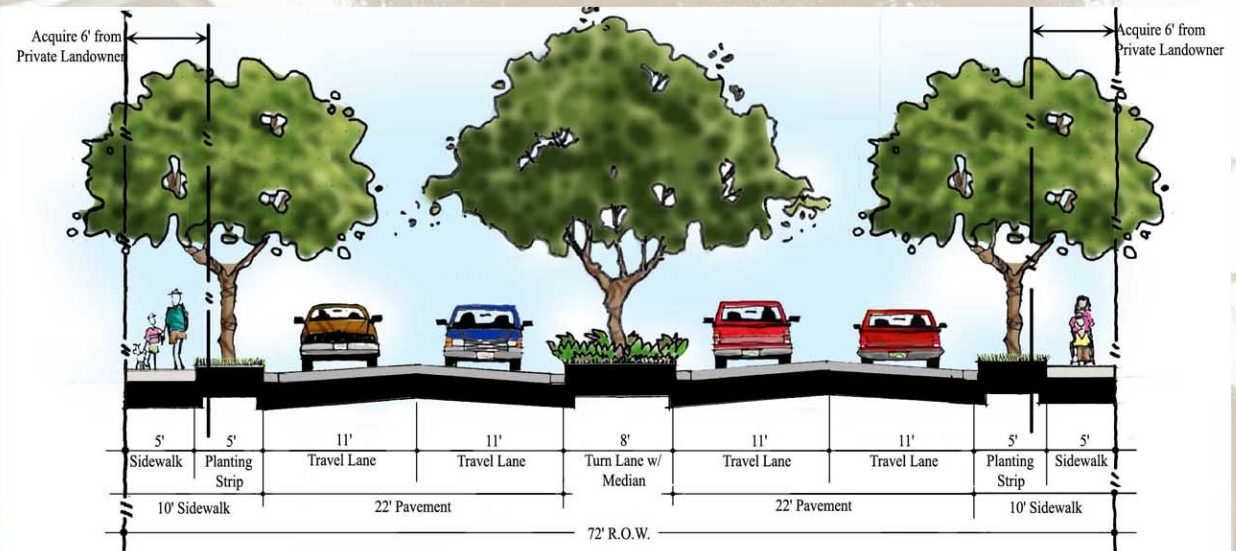 Acquire 6' from
Private Landowner
Acquire 6' from
Private Landowner
5'
Sidewalk
5'
Planting
Strip
11'
Travel Lane
11'
Travel Lane
8'
Turn Lane w/
Median
11'
Travel Lane
11'
Travel Lane
5'
Planting
Strip
5'
Sidewalk
10' Sidewalk
22' Pavement
22' Pavement
10' Sidewalk
72' R.O.W.